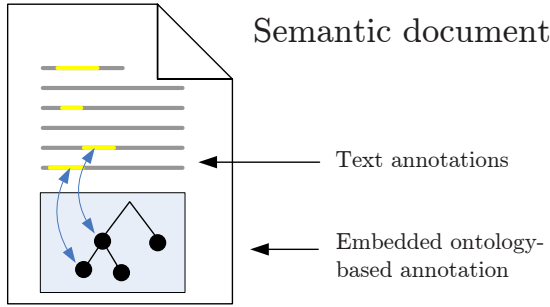 Semantic document
Text annotations
Embedded ontology-
based annotation